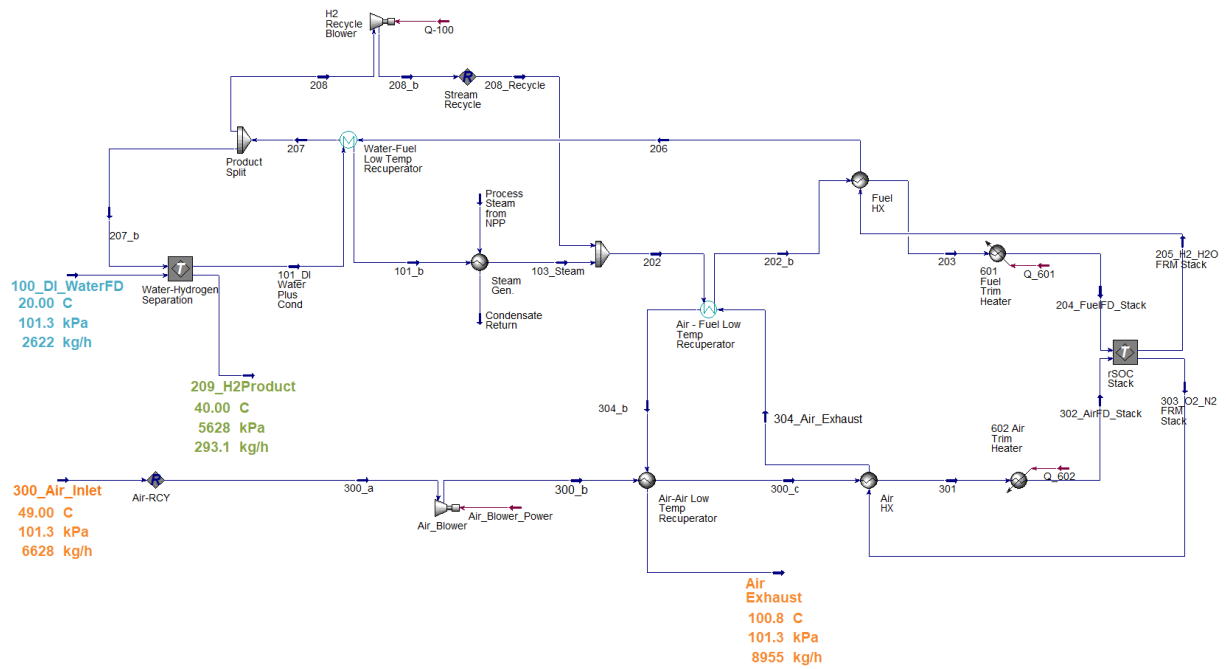 H2
Recycle
Blower
Q-100
208
208_b
R
208_Recycle
Stream
Recycle
207
Water-Fuel
Low Temp
Recuperator
206
Product
Split
Fuel
HX
Process
Steam
from
NPP
207_b
T
Water-Hydrogen
Separation
101_DI
Water
Plus
Cond
101_b
Steam
Gen.
103_Steam
202
202_b
203
601
Fuel
Trim
Heater
Q_601
205_H2_H2O
FRM Stack
204_FuelFD_Stack
100_DI_WaterFD
20.00 C
101.3 kPa
2622 kg/h
Condensate
Return
Air - Fuel Low
Temp
Recuperator
T
rSOC
Stack
209_H2Product
40.00 C
5628 kPa
293.1 kg/h
304_b
304_Air_Exhaust
302_AirFD_Stack
303_O2_N2
FRM
Stack
602 Air
Trim
Heater
Q_602
300_Air_Inlet
49.00 C
101.3 kPa
6628 kg/h
R
Air-RCY
300_a
Air_Blower
Air_Blower_Power
300_b
Air-Air Low
Temp
Recuperator
300_c
Air
HX
301
Air
Exhaust
100.8 C
101.3 kPa
8955 kg/h